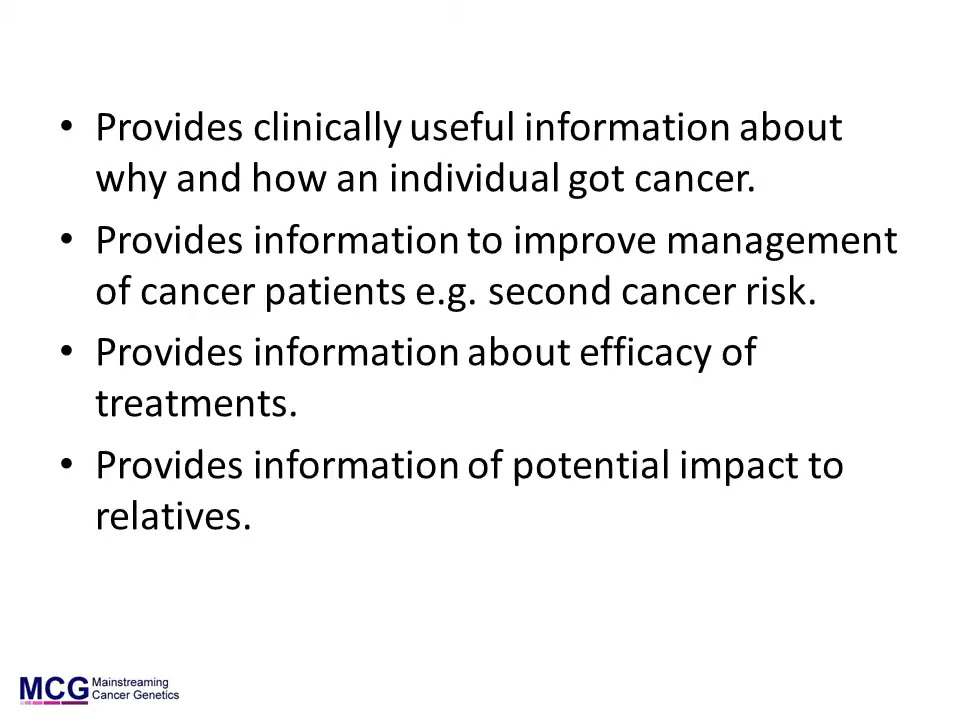 • Provides clinically useful information about
why and how an individual got cancer.
• Provides information to improve management
of cancer patients e.g. second cancer risk.
• Provides information about efficacy of
treatments.
• Provides information of potential impact to
relatives.
MCG Mainstreaming
Cancer Genetics